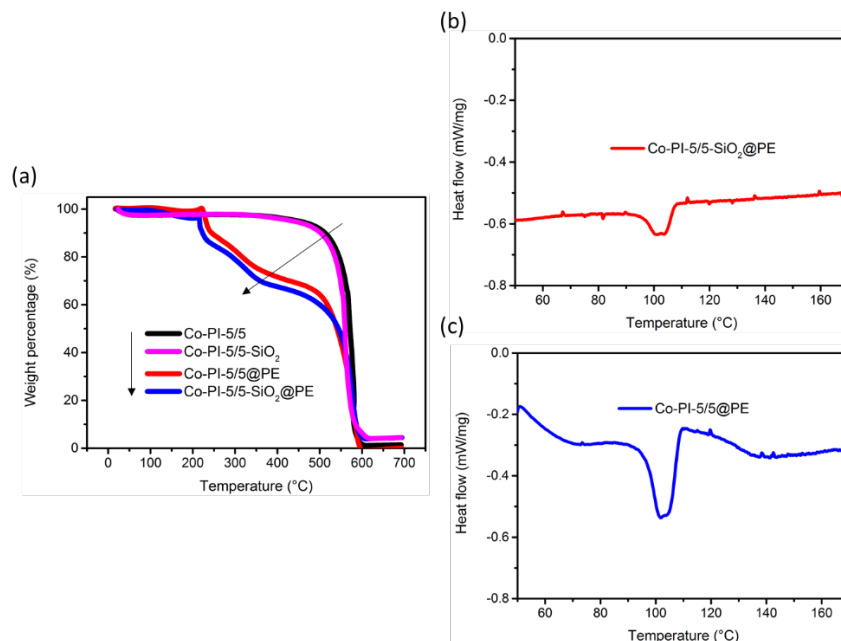 (a)
Weight percentage (%)
100
80
60
40
20
0
Co-PI-5/5
Co-PI-5/5-SiO₂
Co-PI-5/5@PE
Co-PI-5/5-SiO₂@PE
0 100 200 300 400 500 600 700
Temperature (°C)
(b)
Heat flow (mW/mg)
0.0
-0.2
-0.4
-0.6
-0.8
Co-PI-5/5-SiO₂@PE
60 80 100 120 140 160
Temperature (°C)
(c)
Heat flow (mW/mg)
0.0
-0.2
-0.4
-0.6
-0.8
Co-PI-5/5@PE
60 80 100 120 140 160
Temperature (°C)